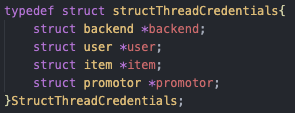 typedef struct structThreadCredentials{
    struct backend *backend;
    struct user *user;
    struct item *item;
    struct promotor *promotor;
}StructThreadCredentials;